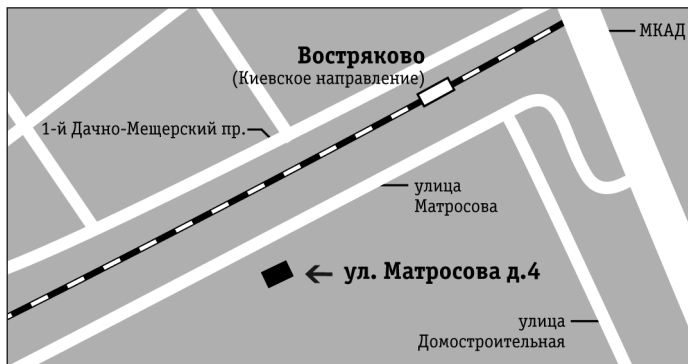 МКАД
Востряково
(Киевское направление)
1-й Дачно-Мещерский пр.
улица
Матросова
ул. Матросова д.4
улица
Домостроительная